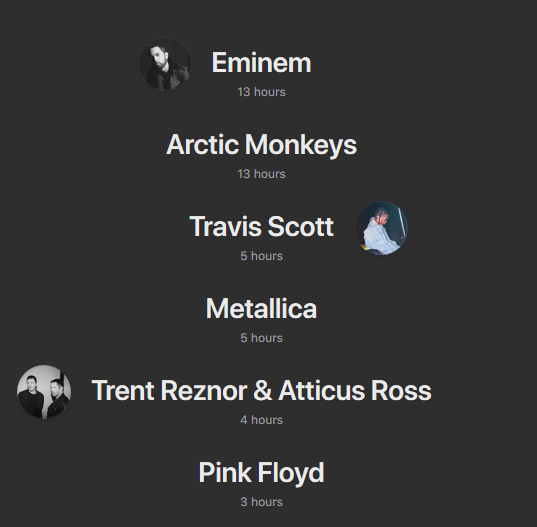 Eminem
13 hours
Arctic Monkeys
13 hours
Travis Scott
5 hours
Metallica
5 hours
Trent Reznor & Atticus Ross
4 hours
Pink Floyd
3 hours